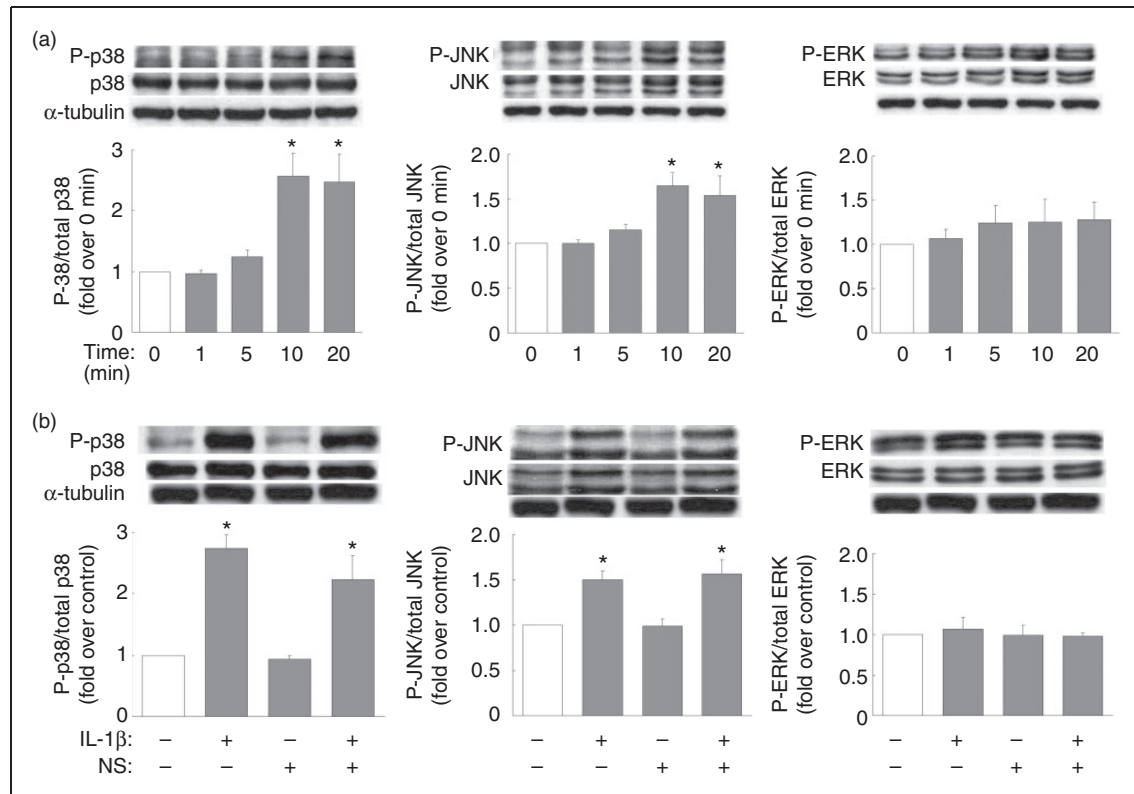 (a)
P-p38
p38
α-tubulin
P-38/total p38
(fold over 0 min)
3
2
1
0
* *
Time:
(min)
0 1 5 10 20
P-JNK
JNK
P-JNK/total JNK
(fold over 0 min)
2.0
1.5
1.0
0.5
0
* *
0 1 5 10 20
P-ERK
ERK
P-ERK/total ERK
(fold over 0 min)
2.0
1.5
1.0
0.5
0
0 1 5 10 20
(b)
P-p38
p38
α-tubulin
P-p38/total p38
(fold over control)
3
2
1
0
* *
P-JNK
JNK
P-JNK/total JNK
(fold over control)
2.0
1.5
1.0
0.5
0
* *
P-ERK
ERK
P-ERK/total ERK
(fold over control)
2.0
1.5
1.0
0.5
0
IL-1β: – + – + – + – + – + – +
NS: – – + + – – + + – – + +